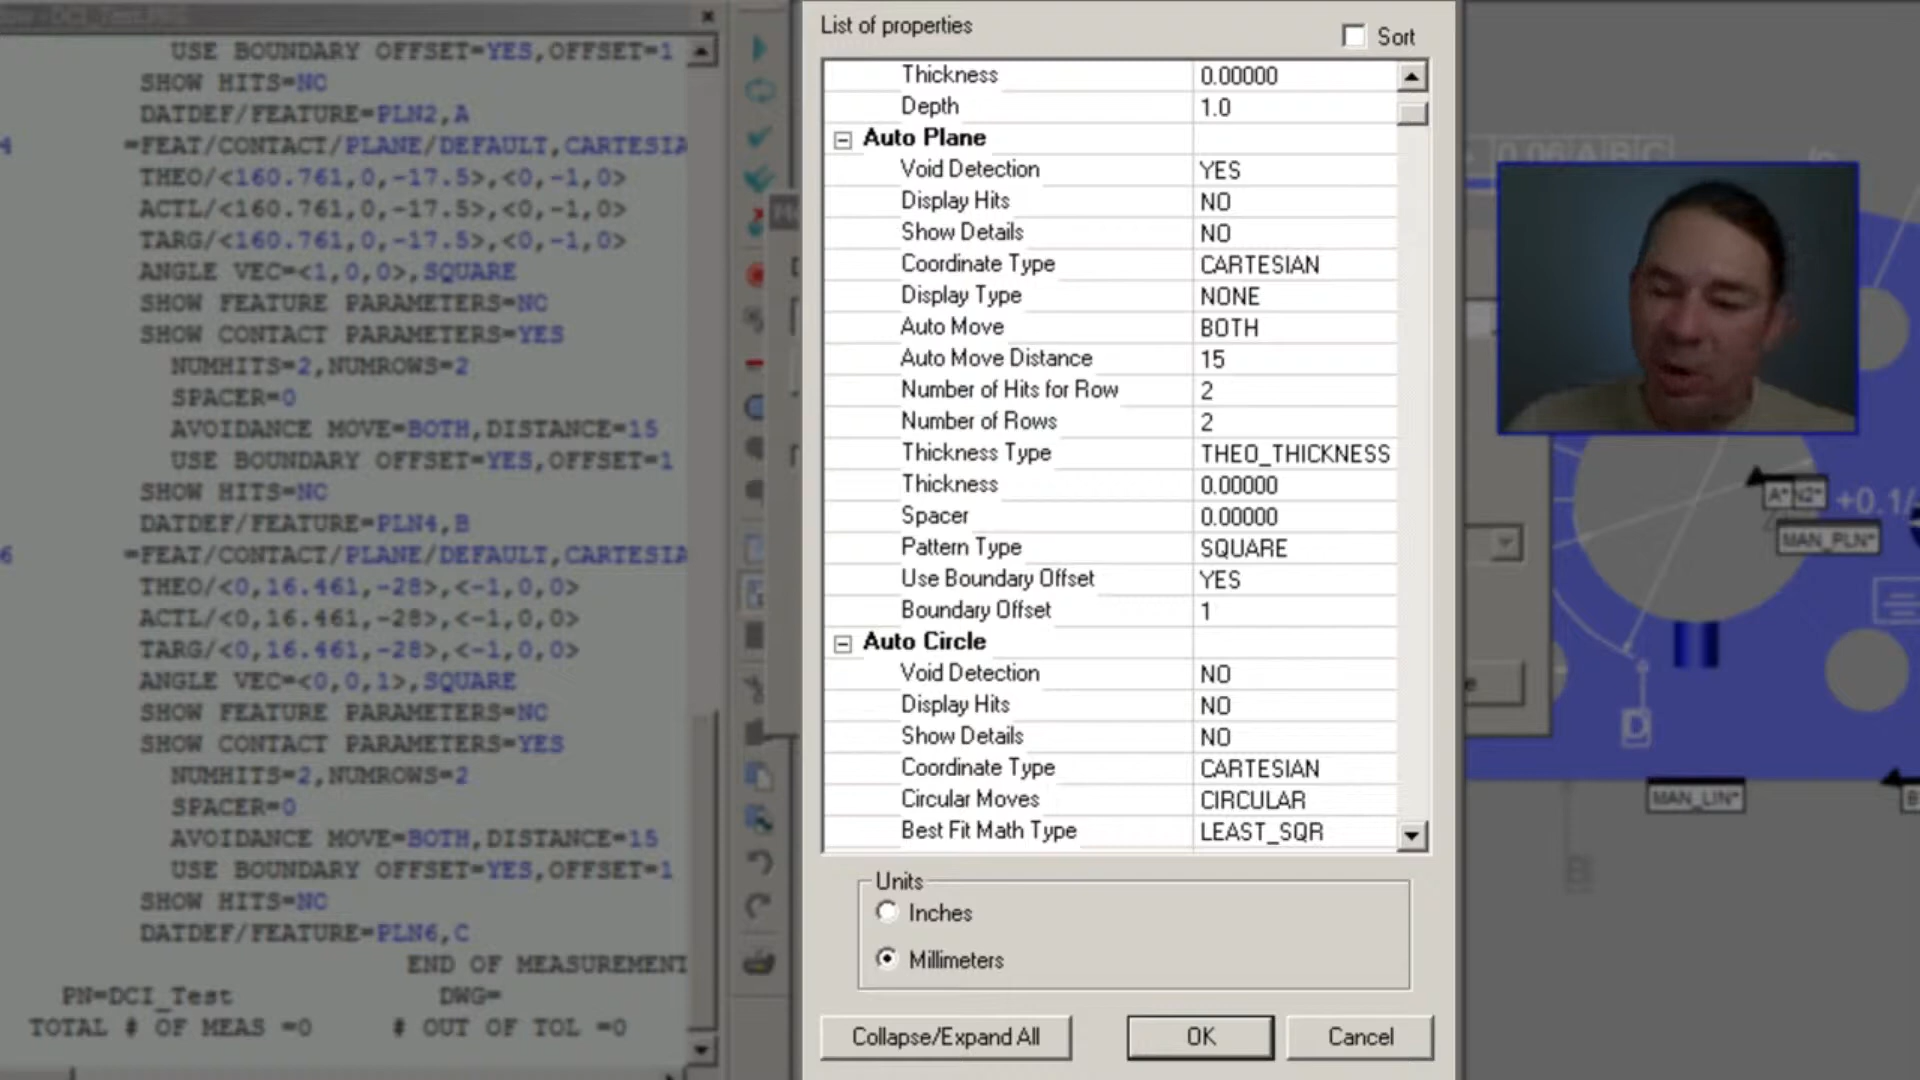 List of properties
Sort
Thickness 0.00000
Depth 1.0
Auto Plane
Void Detection YES
Display Hits NO
Show Details NO
Coordinate Type CARTESIAN
Display Type NONE
Auto Move BOTH
Auto Move Distance 15
Number of Hits for Row 2
Number of Rows 2
Thickness Type THEO_THICKNESS
Thickness 0.00000
Spacer 0.00000
Pattern Type SQUARE
Use Boundary Offset YES
Boundary Offset 1
Auto Circle
Void Detection NO
Display Hits NO
Show Details NO
Coordinate Type CARTESIAN
Circular Moves CIRCULAR
Best Fit Math Type LEAST_SQR
Units
Inches
Millimeters
Collapse/Expand All
OK
Cancel
USE BOUNDARY OFFSET=YES,OFFSET=1
SHOW HITS=NO
DATDEF/FEATURE=PLN2,A
4 =FEAT/CONTACT/PLANE/DEFAULT,CARTESIA
THEO/<160.761,0,-17.5>,<0,-1,0>
ACTL/<160.761,0,-17.5>,<0,-1,0>
TARG/<160.761,0,-17.5>,<0,-1,0>
ANGLE VEC=<1,0,0>,SQUARE
SHOW FEATURE PARAMETERS=NO
SHOW CONTACT PARAMETERS=YES
NUMHITS=2,NUMROWS=2
SPACER=0
AVOIDANCE MOVE=BOTH,DISTANCE=15
USE BOUNDARY OFFSET=YES,OFFSET=1
SHOW HITS=NO
DATDEF/FEATURE=PLN4,B
6 =FEAT/CONTACT/PLANE/DEFAULT,CARTESIA
THEO/<0,16.461,-28>,<-1,0,0>
ACTL/<0,16.461,-28>,<-1,0,0>
TARG/<0,16.461,-28>,<-1,0,0>
ANGLE VEC=<0,0,1>,SQUARE
SHOW FEATURE PARAMETERS=NO
SHOW CONTACT PARAMETERS=YES
NUMHITS=2,NUMROWS=2
SPACER=0
AVOIDANCE MOVE=BOTH,DISTANCE=15
USE BOUNDARY OFFSET=YES,OFFSET=1
SHOW HITS=NO
DATDEF/FEATURE=PLN6,C
END OF MEASUREMENT
PN=DCI_Test DWG=
TOTAL # OF MEAS =0 # OUT OF TOL =0
0.06 A B C
A*
N2*
+0.1/
MAN_PLN*
D
MAN_LIN*
B